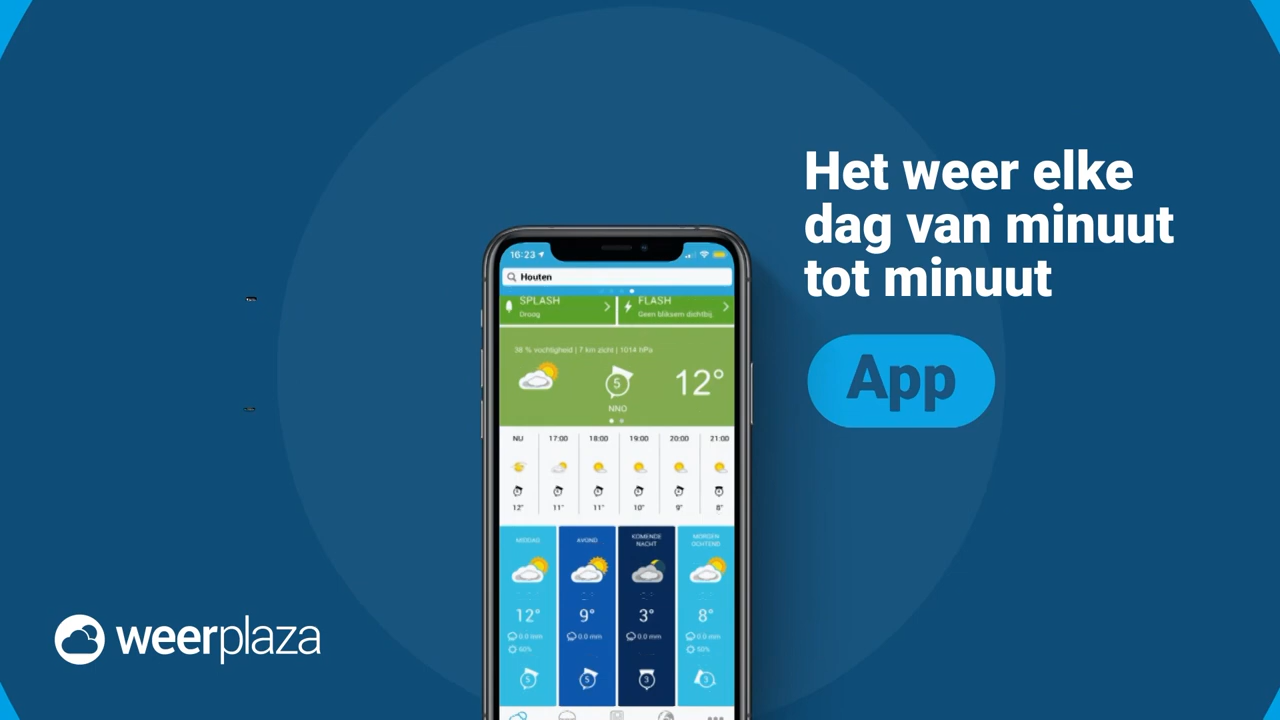 Het weer elke
dag van minuut
tot minuut
App
16:23
Houten
SPLASH
Droog
FLASH
Geen bliksem dichtbij
38 % vochtigheid | 7 km zicht | 1014 hPa
5
12°
NNO
NU 17:00 18:00 19:00 20:00 21:00
12° 11° 11° 10° 9° 8°
MIDDAG AVOND KOMENDE NACHT MORGEN OCHTEND
12° 9° 3° 8°
0.0 mm 0.0 mm 0.0 mm 0.0 mm
60% 50%
5 5 3 3
weerplaza